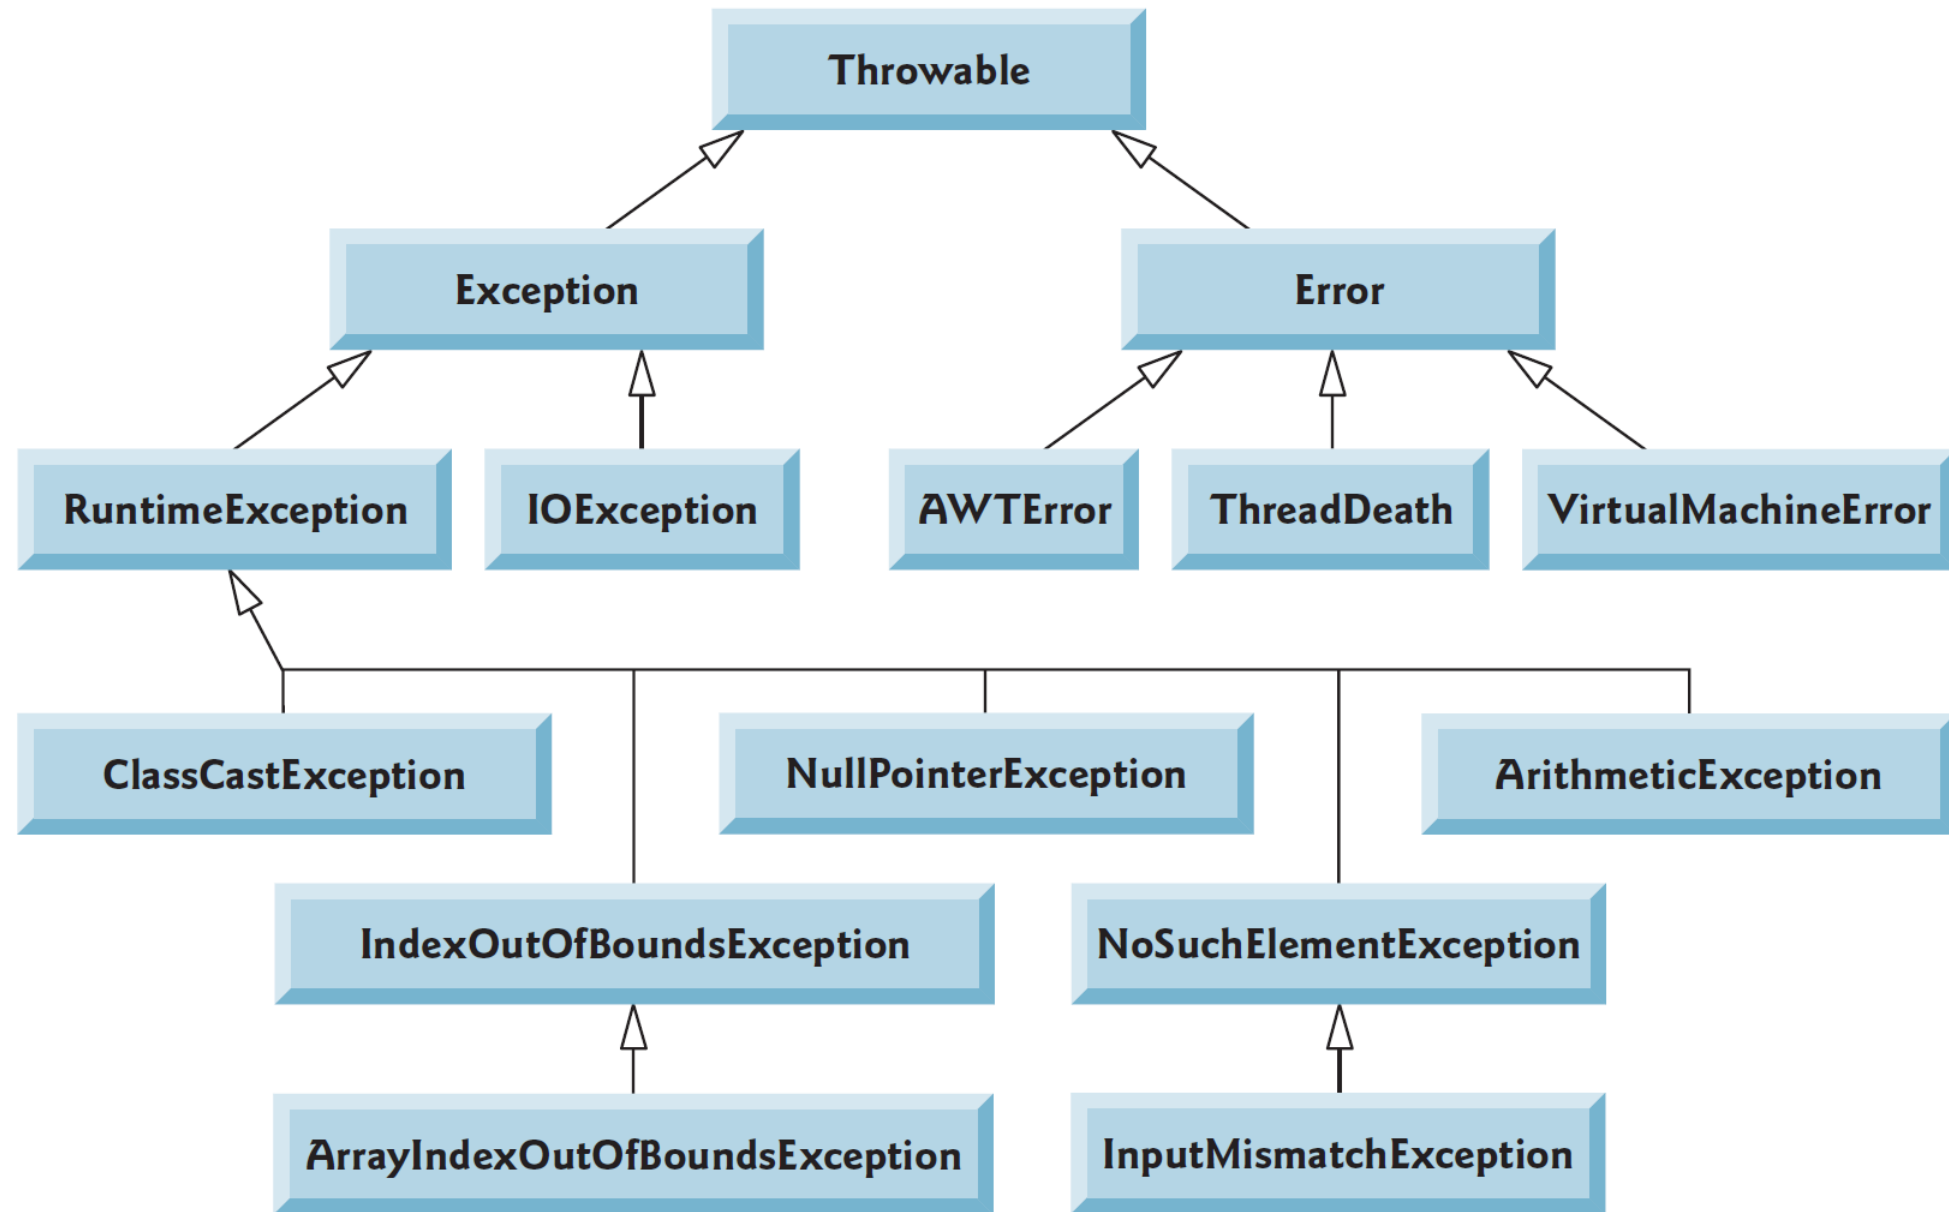 Throwable
Exception
Error
RuntimeException
IOException
AWTError
ThreadDeath
VirtualMachineError
ClassCastException
NullPointerException
ArithmeticException
IndexOutOfBoundsException
NoSuchElementException
ArrayIndexOutOfBoundsException
InputMismatchException